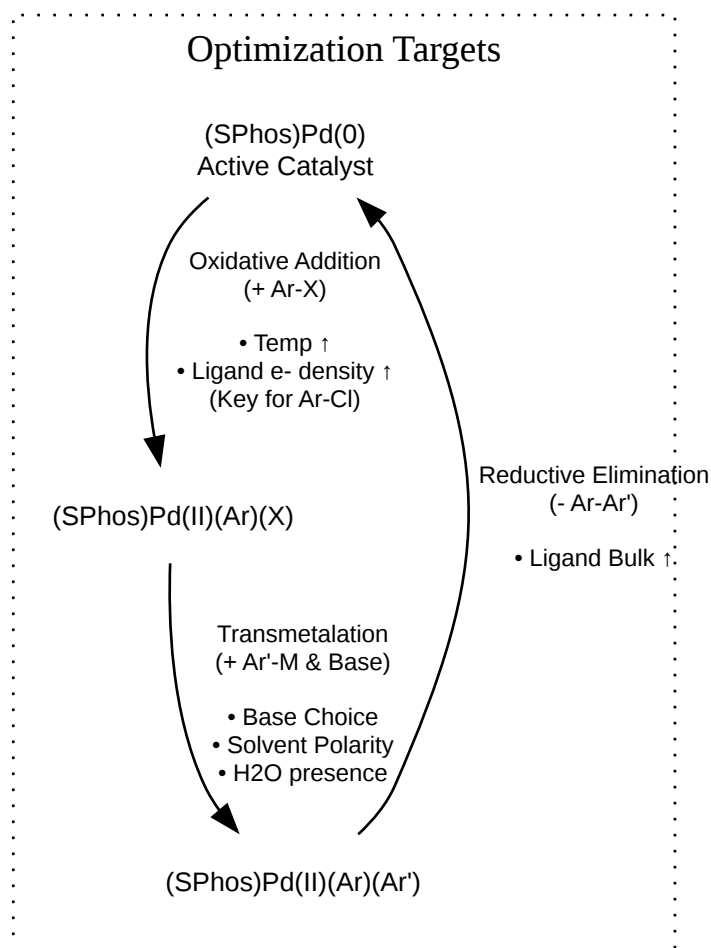 Optimization Targets
(SPhos)Pd(0)
Active Catalyst
Oxidative Addition
(+ Ar-X)
• Temp ↑
• Ligand e- density ↑
(Key for Ar-Cl)
Reductive Elimination
(- Ar-Ar')
• Ligand Bulk ↑
(SPhos)Pd(II)(Ar)(X)
Transmetalation
(+ Ar'-M & Base)
• Base Choice
• Solvent Polarity
• H2O presence
(SPhos)Pd(II)(Ar)(Ar')